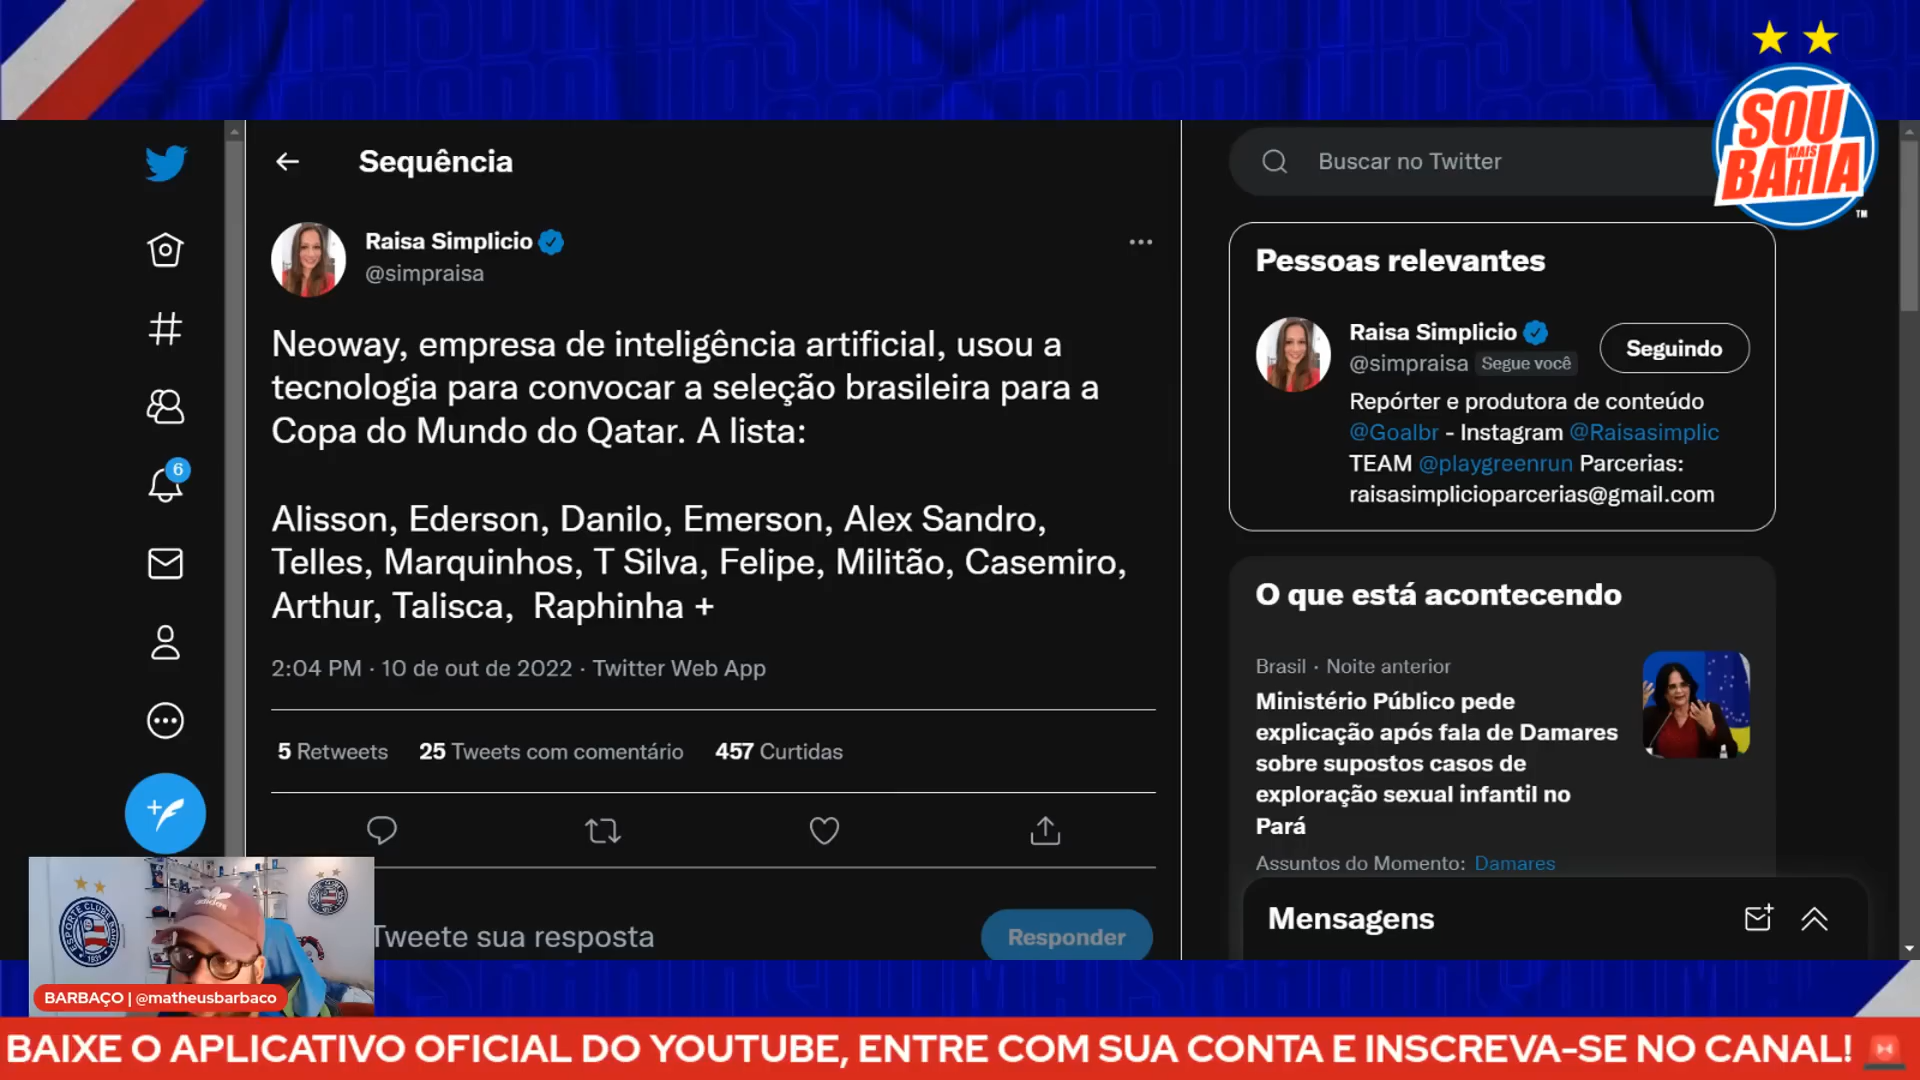 SOU
MAIS
BAHIA
TM
Sequência
Buscar no Twitter
Raisa Simplicio
@simpraisa
Neoway, empresa de inteligência artificial, usou a
tecnologia para convocar a seleção brasileira para a
Copa do Mundo do Qatar. A lista:
Alisson, Ederson, Danilo, Emerson, Alex Sandro,
Telles, Marquinhos, T Silva, Felipe, Militão, Casemiro,
Arthur, Talisca, Raphinha +
2:04 PM · 10 de out de 2022 · Twitter Web App
5 Retweets 25 Tweets com comentário 457 Curtidas
Tweete sua resposta
Responder
6
Pessoas relevantes
Raisa Simplicio
@simpraisa Segue você
Seguindo
Repórter e produtora de conteúdo
@Goalbr - Instagram @Raisasimplic
TEAM @playgreenrun Parcerias:
raisasimplicioparcerias@gmail.com
O que está acontecendo
Brasil · Noite anterior
Ministério Público pede
explicação após fala de Damares
sobre supostos casos de
exploração sexual infantil no
Pará
Assuntos do Momento: Damares
Mensagens
ESPORTE CLUBE BAHIA
1931
adidas
BARBAÇO | @matheusbarbaco
BAIXE O APLICATIVO OFICIAL DO YOUTUBE, ENTRE COM SUA CONTA E INSCREVA-SE NO CANAL!